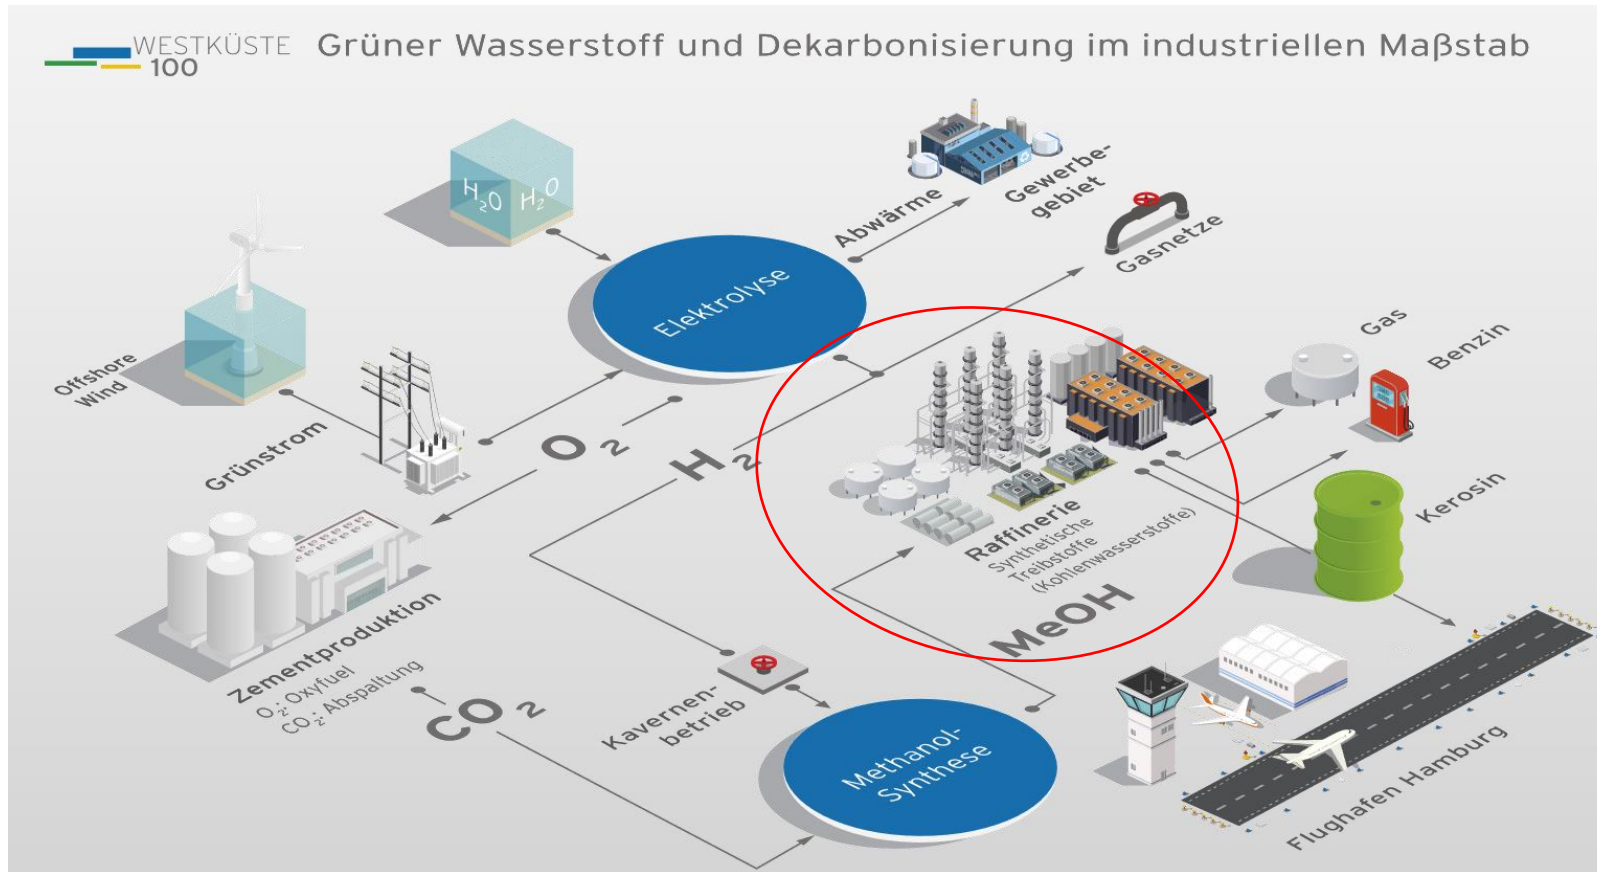 WESTKÜSTE
100
Grüner Wasserstoff und Dekarbonisierung im industriellen Maßstab
H₂O H₂O
Abwärme
Gewerbe-
gebiet
Gasnetze
Elektrolyse
Offshore
Wind
Grünstrom
O₂
H₂
Gas
Benzin
Kerosin
Raffinerie
Synthetische
Treibstoffe
(Kohlenwasserstoffe)
MeOH
Zementproduktion
O₂: Oxyfuel
CO₂: Abspaltung
CO₂
Kavernen-
betrieb
Methanol-
Synthese
Flughafen Hamburg